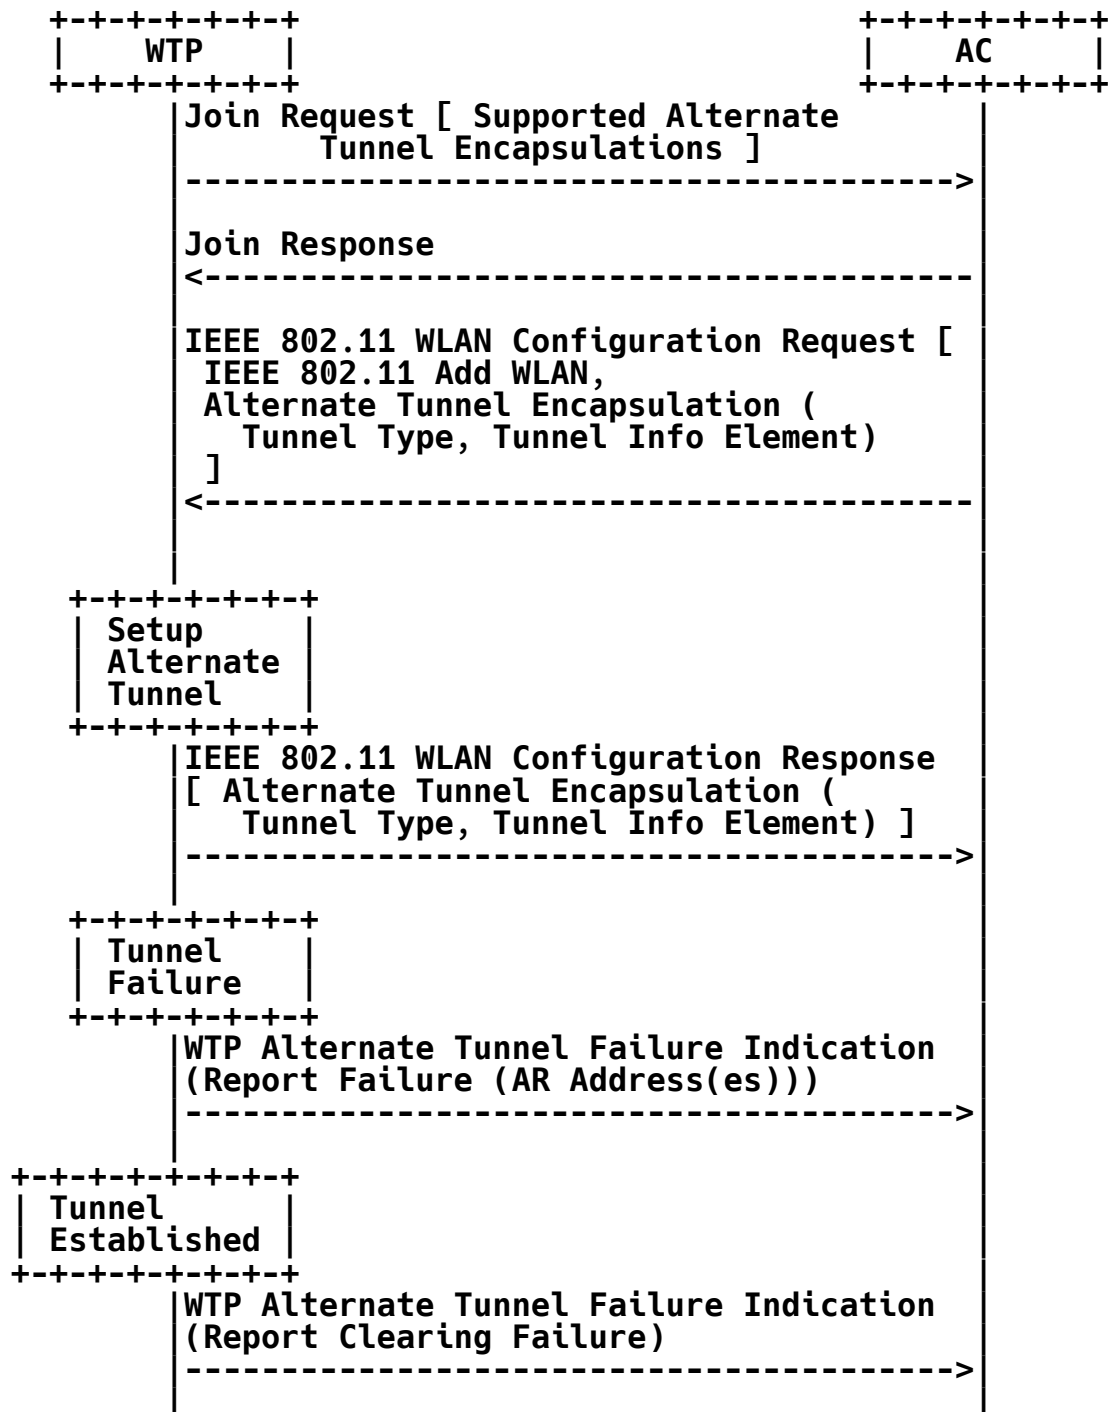 +-+-+-+-+-+-+                             +-+-+-+-+-+-+
|    WTP    |                             |    AC     |
+-+-+-+-+-+-+                             +-+-+-+-+-+-+
|Join Request [ Supported Alternate       |
|       Tunnel Encapsulations ]           |
|---------------------------------------->|
|                                         |
|Join Response                            |
|<----------------------------------------|
|                                         |
|IEEE 802.11 WLAN Configuration Request [ |
| IEEE 802.11 Add WLAN,                   |
| Alternate Tunnel Encapsulation (        |
|   Tunnel Type, Tunnel Info Element)     |
| ]                                       |
|<----------------------------------------|
|                                         |
|                                         |
+-+-+-+-+-+-+                             |
| Setup     |                             |
| Alternate |                             |
| Tunnel    |                             |
+-+-+-+-+-+-+                             |
|IEEE 802.11 WLAN Configuration Response  |
|[ Alternate Tunnel Encapsulation (       |
|   Tunnel Type, Tunnel Info Element) ]   |
|---------------------------------------->|
|                                         |
+-+-+-+-+-+-+                             |
| Tunnel    |                             |
| Failure   |                             |
+-+-+-+-+-+-+                             |
|WTP Alternate Tunnel Failure Indication  |
|(Report Failure (AR Address(es)))        |
|---------------------------------------->|
|                                         |
+-+-+-+-+-+-+-+                           |
| Tunnel      |                           |
| Established |                           |
+-+-+-+-+-+-+-+                           |
|WTP Alternate Tunnel Failure Indication  |
|(Report Clearing Failure)                |
|---------------------------------------->|
|                                         |